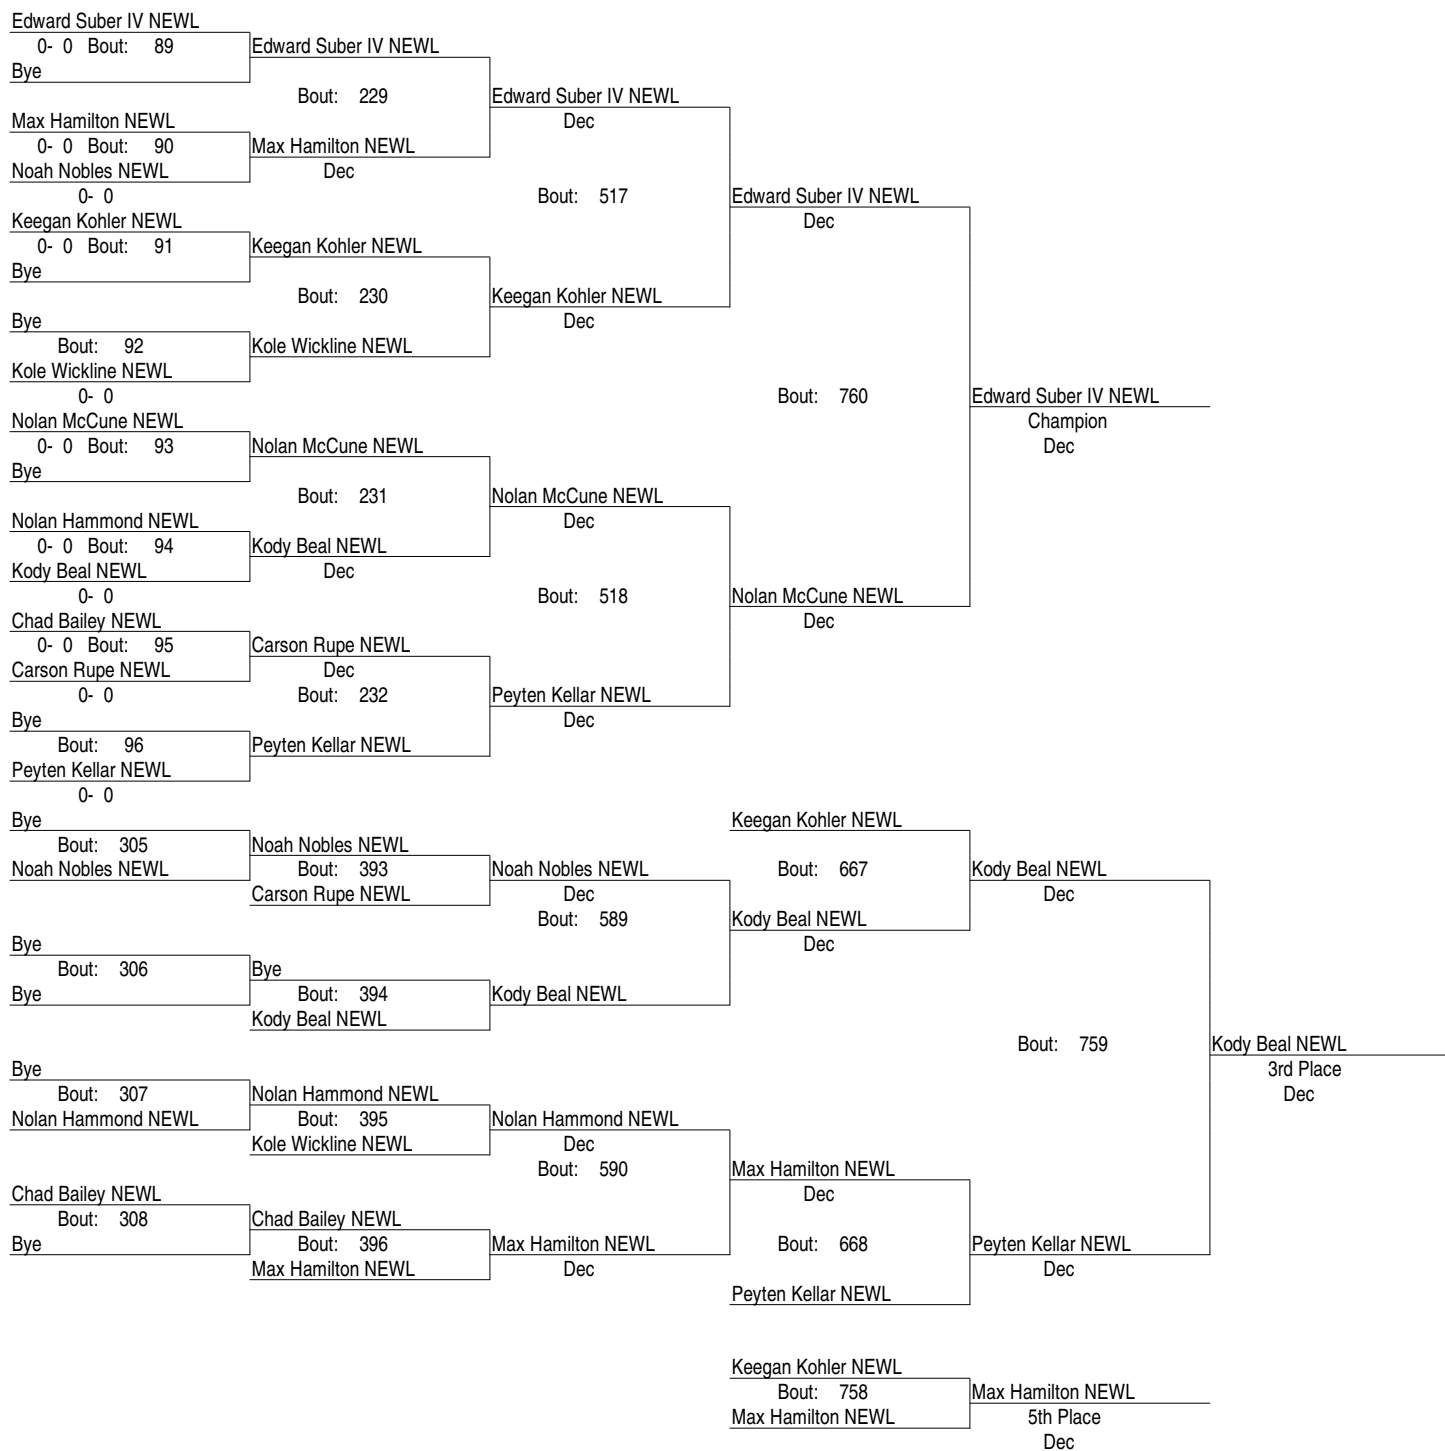 Edward Suber IV NEWL
0- 0 Bout: 89 Edward Suber IV NEWL
Bye
Bout: 229 Edward Suber IV NEWL
Max Hamilton NEWL Dec
0- 0 Bout: 90 Max Hamilton NEWL
Noah Nobles NEWL Dec
0- 0 Bout: 517 Edward Suber IV NEWL
Keegan Kohler NEWL Dec
0- 0 Bout: 91 Keegan Kohler NEWL
Bye
Bout: 230 Keegan Kohler NEWL
Bye Dec
Bout: 92 Kole Wickline NEWL
Kole Wickline NEWL
0- 0 Bout: 760 Edward Suber IV NEWL
Nolan McCune NEWL Champion
0- 0 Bout: 93 Nolan McCune NEWL Dec
Bye
Bout: 231 Nolan McCune NEWL
Nolan Hammond NEWL Dec
0- 0 Bout: 94 Kody Beal NEWL
Kody Beal NEWL Dec
0- 0 Bout: 518 Nolan McCune NEWL
Chad Bailey NEWL Dec
0- 0 Bout: 95 Carson Rupe NEWL
Carson Rupe NEWL Dec
0- 0 Bout: 232 Peyten Kellar NEWL
Bye Dec
Bout: 96 Peyten Kellar NEWL
Peyten Kellar NEWL
0- 0
Bye Keegan Kohler NEWL
Bout: 305 Noah Nobles NEWL
Noah Nobles NEWL Bout: 393 Noah Nobles NEWL Bout: 667 Kody Beal NEWL
Carson Rupe NEWL Dec Dec
Bout: 589 Kody Beal NEWL
Bye Dec
Bout: 306 Bye
Bye Bout: 394 Kody Beal NEWL
Kody Beal NEWL
Bout: 759 Kody Beal NEWL
Bye 3rd Place
Bout: 307 Nolan Hammond NEWL Dec
Nolan Hammond NEWL Bout: 395 Nolan Hammond NEWL
Kole Wickline NEWL Dec
Bout: 590 Max Hamilton NEWL
Chad Bailey NEWL Dec
Bout: 308 Chad Bailey NEWL
Bye Bout: 396 Max Hamilton NEWL Bout: 668 Peyten Kellar NEWL
Max Hamilton NEWL Dec Dec
Peyten Kellar NEWL
Keegan Kohler NEWL
Bout: 758 Max Hamilton NEWL
Max Hamilton NEWL 5th Place
Dec